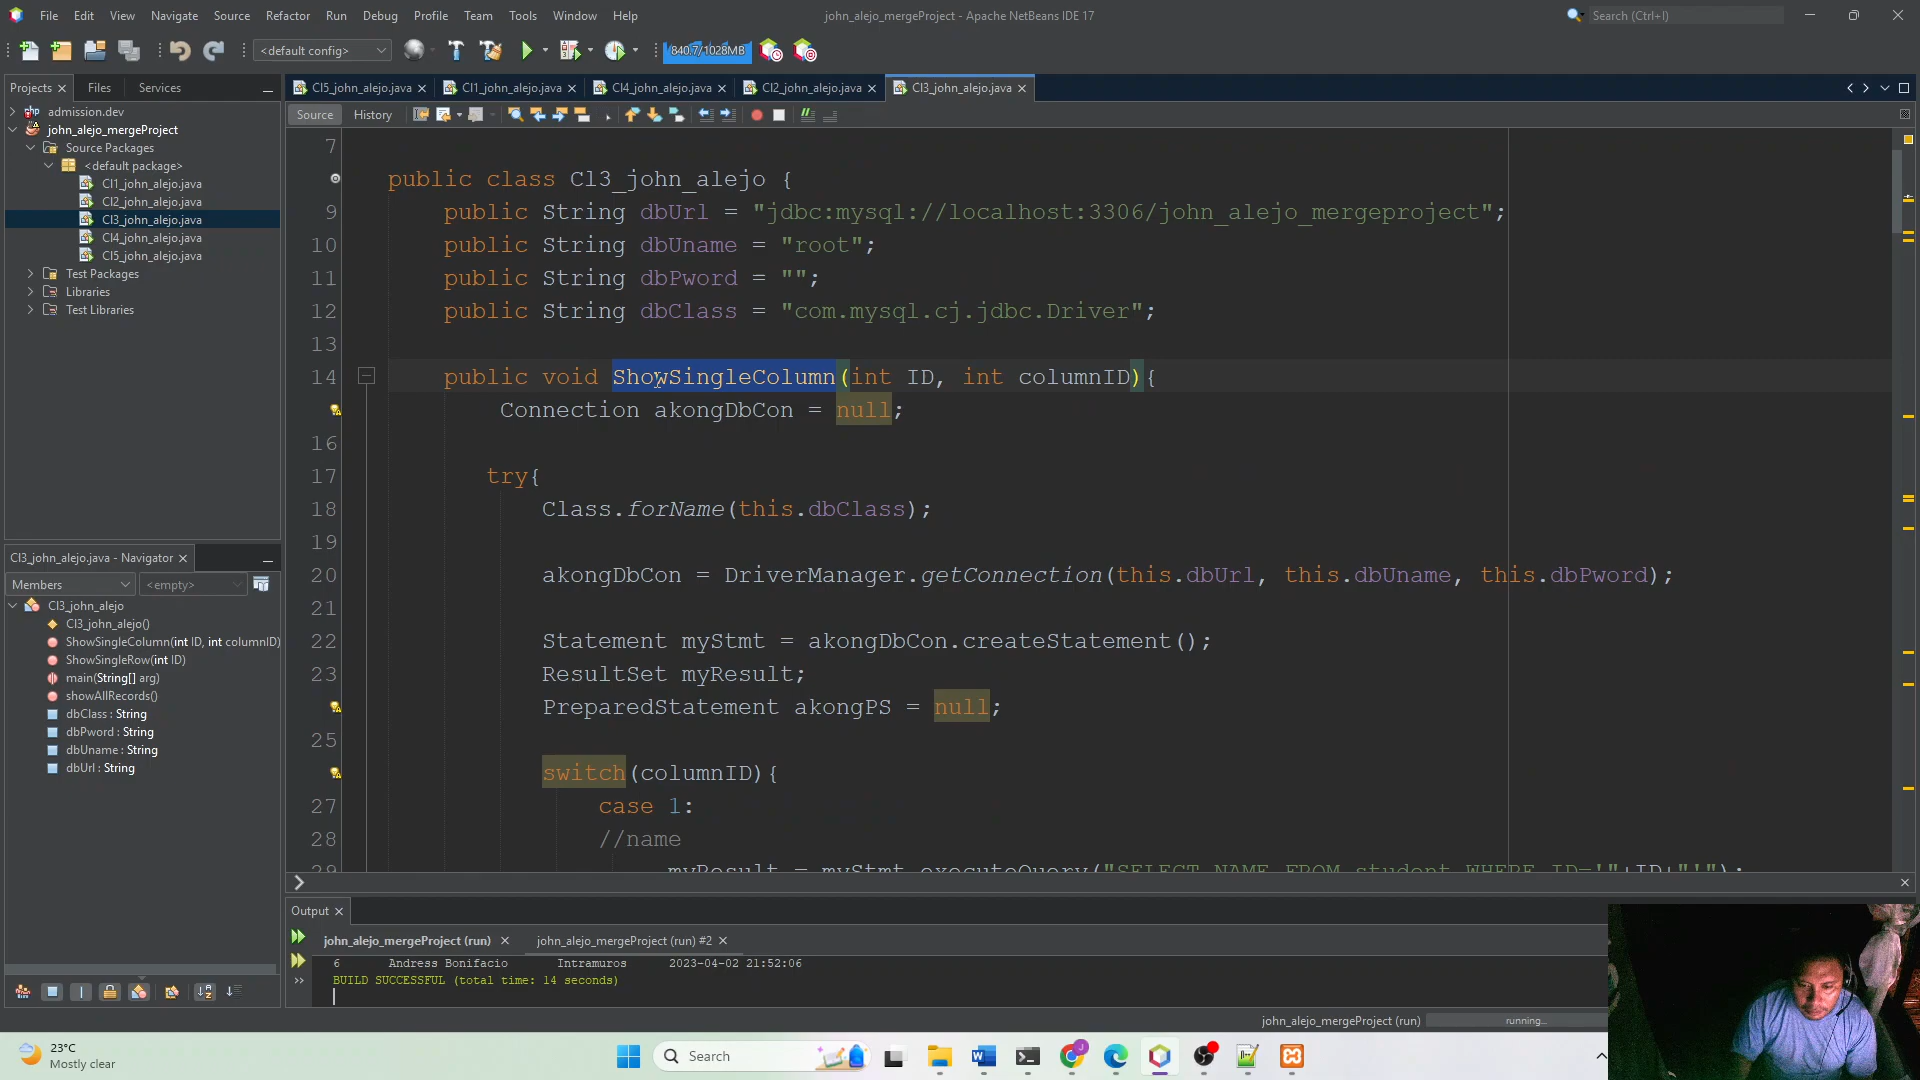 File Edit View Navigate Source Refactor Run Debug Profile Team Tools Window Help
john_alejo_mergeProject - Apache NetBeans IDE 17
Search (Ctrl+I)
<default config>
840.7/1028MB
Projects Files Services
Cl5_john_alejo.java Cl1_john_alejo.java Cl4_john_alejo.java Cl2_john_alejo.java Cl3_john_alejo.java
Source History
admission.dev
john_alejo_mergeProject
Source Packages
<default package>
Cl1_john_alejo.java
Cl2_john_alejo.java
Cl3_john_alejo.java
Cl4_john_alejo.java
Cl5_john_alejo.java
Test Packages
Libraries
Test Libraries
7
public class Cl3_john_alejo {
9 public String dbUrl = "jdbc:mysql://localhost:3306/john_alejo_mergeproject";
10 public String dbUname = "root";
11 public String dbPword = "";
12 public String dbClass = "com.mysql.cj.jdbc.Driver";
13
14 public void ShowSingleColumn(int ID, int columnID){
Connection akongDbCon = null;
16
17 try{
18 Class.forName(this.dbClass);
19
20 akongDbCon = DriverManager.getConnection(this.dbUrl, this.dbUname, this.dbPword);
21
22 Statement myStmt = akongDbCon.createStatement();
23 ResultSet myResult;
PreparedStatement akongPS = null;
25
switch(columnID){
27 case 1:
28 //name
29 myResult = myStmt.executeQuery("SELECT NAME FROM student WHERE ID='"+ID+"'");
Cl3_john_alejo.java - Navigator
Members <empty>
Cl3_john_alejo
Cl3_john_alejo()
ShowSingleColumn(int ID, int columnID)
ShowSingleRow(int ID)
main(String[] arg)
showAllRecords()
dbClass : String
dbPword : String
dbUname : String
dbUrl : String
Output
john_alejo_mergeProject (run) john_alejo_mergeProject (run) #2
6 Andress Bonifacio Intramuros 2023-04-02 21:52:06
BUILD SUCCESSFUL (total time: 14 seconds)
john_alejo_mergeProject (run) running...
23°C
Mostly clear
Search